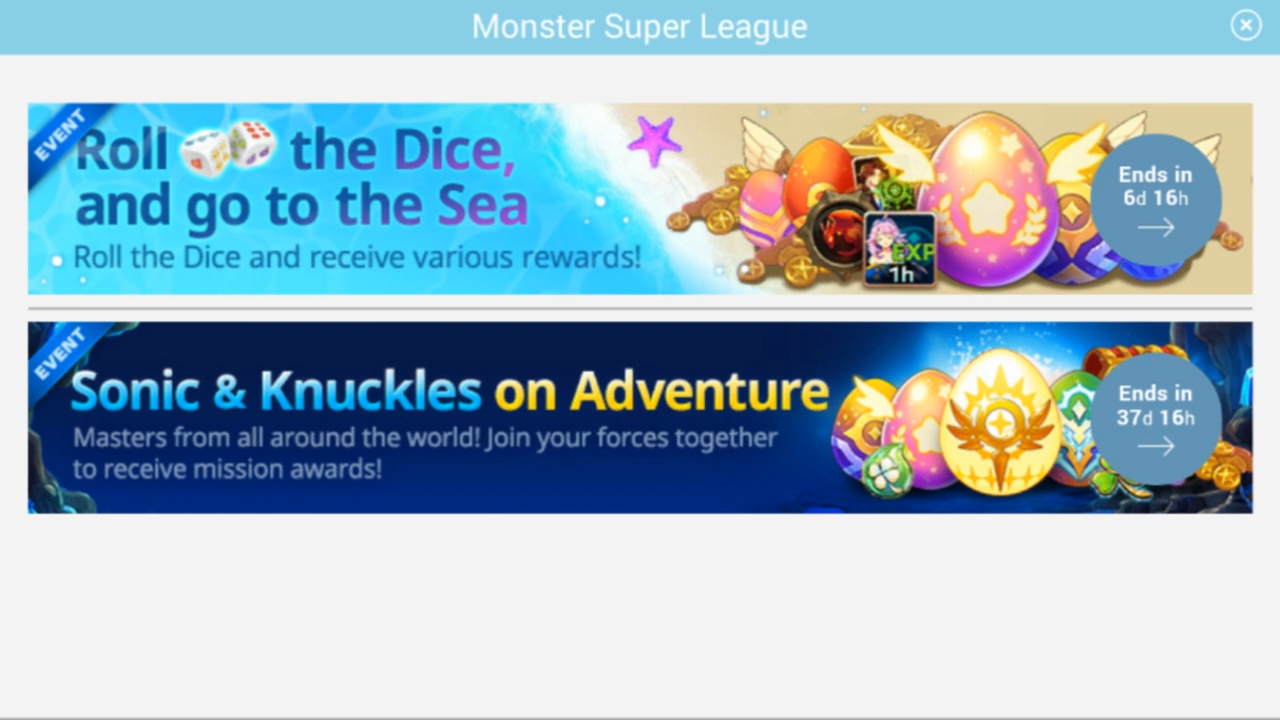 Monster Super League
EVENT
Roll the Dice,
and go to the Sea
Roll the Dice and receive various rewards!
EXP
1h
Ends in
6d 16h
EVENT
Sonic & Knuckles on Adventure
Masters from all around the world! Join your forces together
to receive mission awards!
Ends in
37d 16h